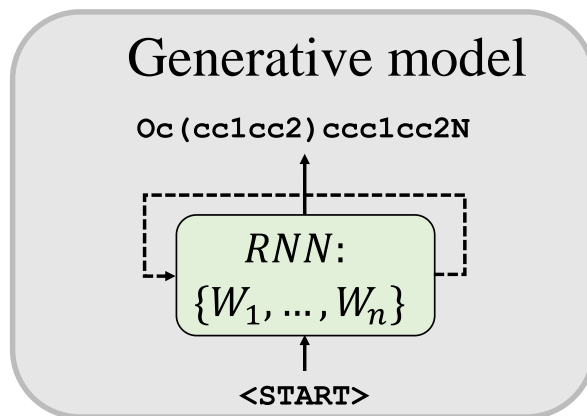 Generative model
Oc(cc1cc2)ccc1cc2N
RNN:
{W₁, ..., Wₙ}
<START>